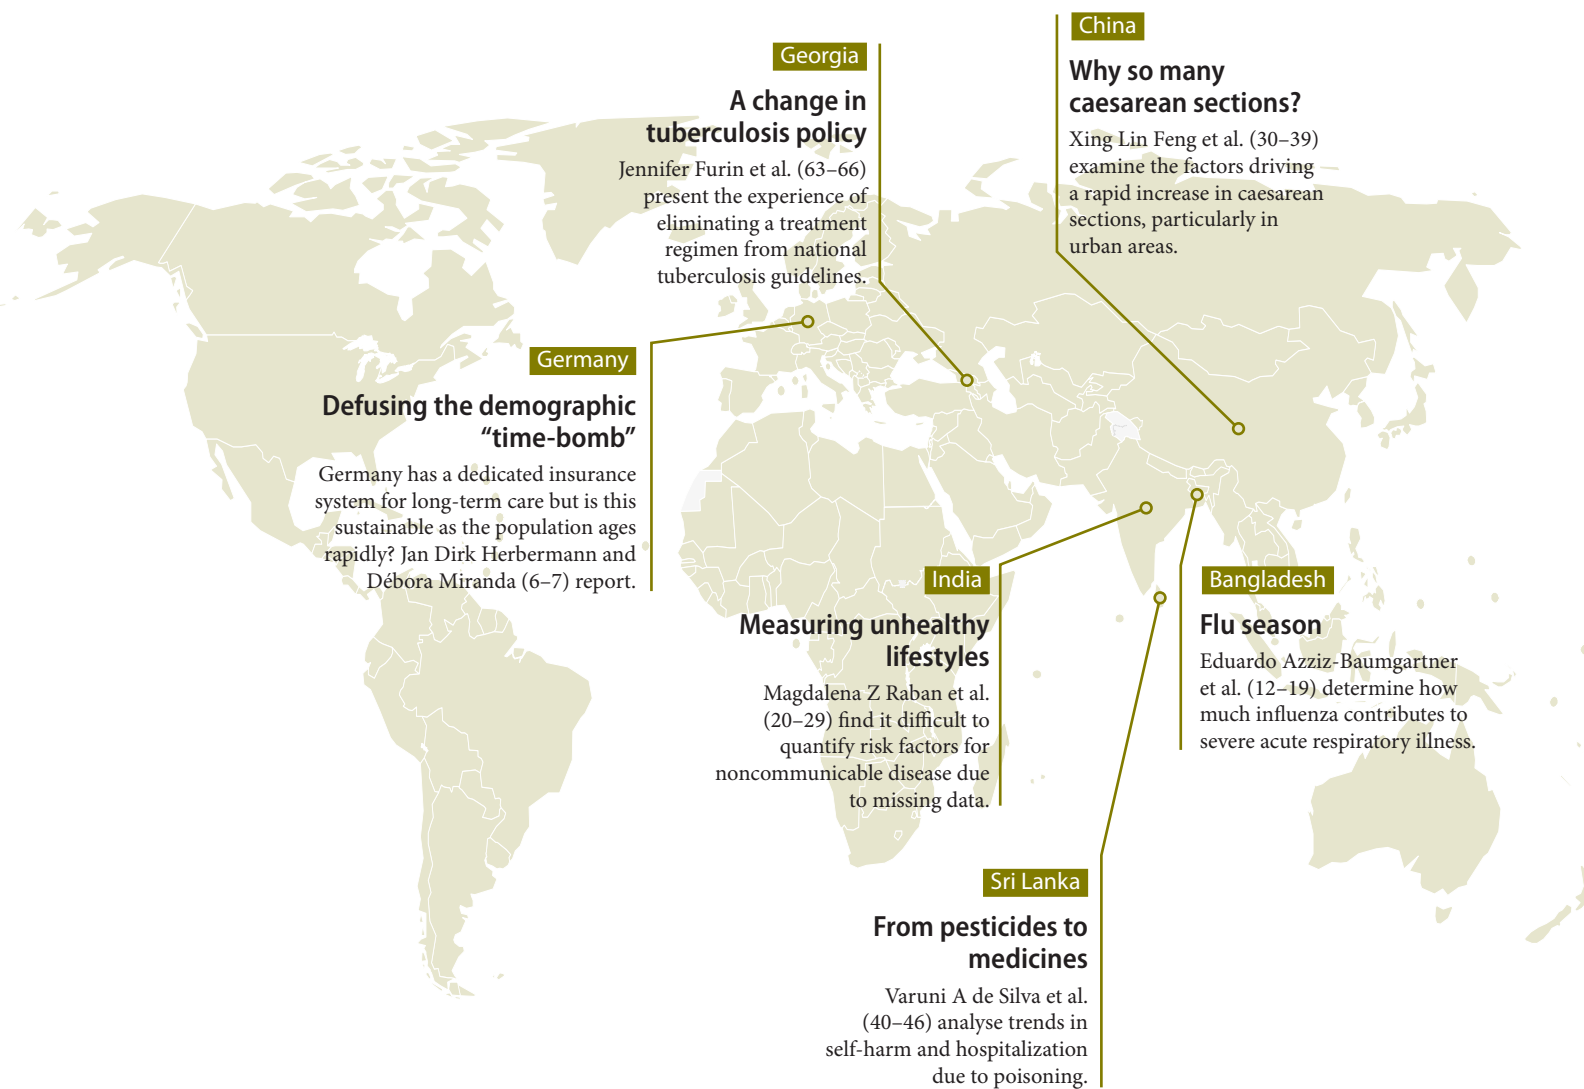 Georgia
A change in
tuberculosis policy
Jennifer Furin et al. (63–66)
present the experience of
eliminating a treatment
regimen from national
tuberculosis guidelines.
China
Why so many
caesarean sections?
Xing Lin Feng et al. (30–39)
examine the factors driving
a rapid increase in caesarean
sections, particularly in
urban areas.
Germany
Defusing the demographic
“time-bomb”
Germany has a dedicated insurance
system for long-term care but is this
sustainable as the population ages
rapidly? Jan Dirk Herbermann and
Débora Miranda (6–7) report.
India
Measuring unhealthy
lifestyles
Magdalena Z Raban et al.
(20–29) find it difficult to
quantify risk factors for
noncommunicable disease due
to missing data.
Bangladesh
Flu season
Eduardo Azziz-Baumgartner
et al. (12–19) determine how
much influenza contributes to
severe acute respiratory illness.
Sri Lanka
From pesticides to
medicines
Varuni A de Silva et al.
(40–46) analyse trends in
self-harm and hospitalization
due to poisoning.